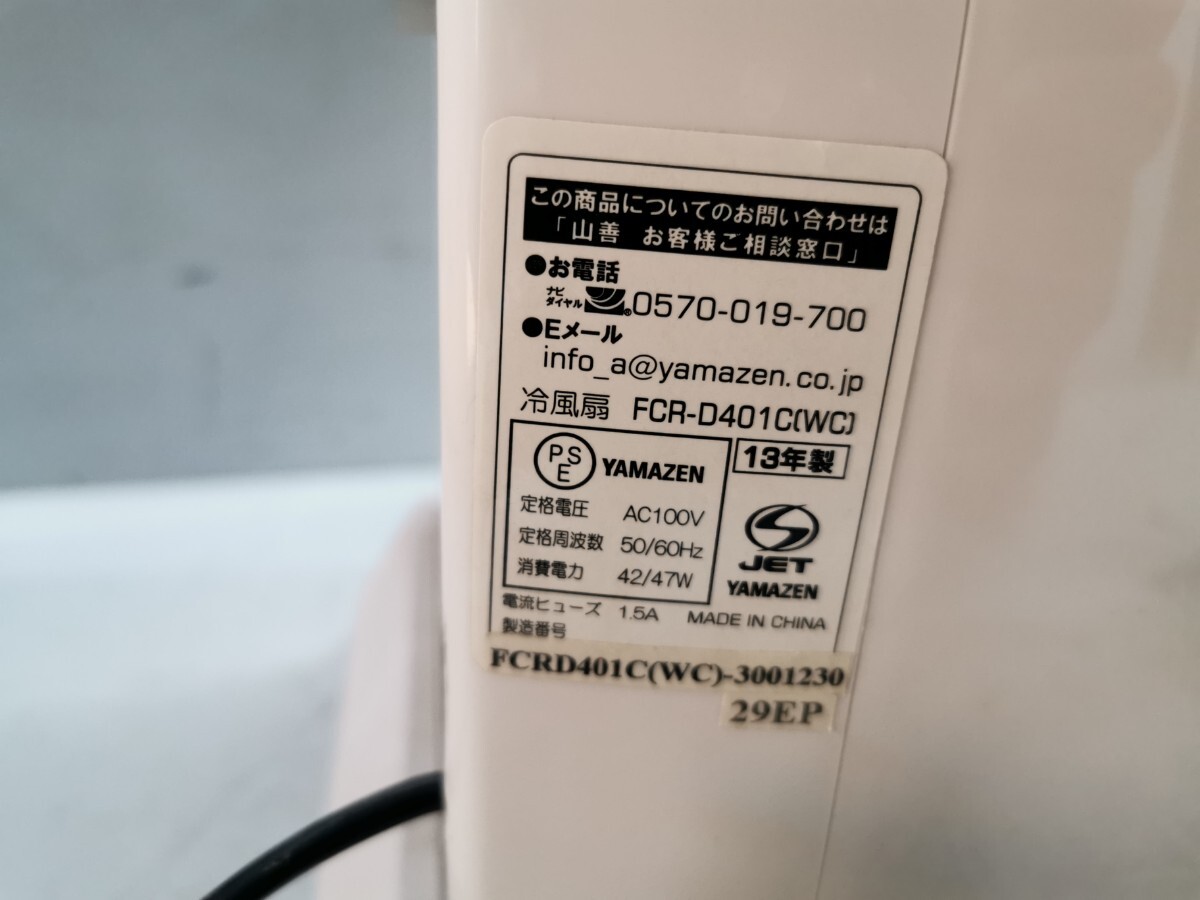 この商品についてのお問い合わせは
「山善 お客様ご相談窓口」
●お電話
ナビ
ダイヤル
0570-019-700
●Eメール
info_a@yamazen.co.jp
冷風扇 FCR-D401C(WC)
PSE YAMAZEN
13年製
定格電圧 AC100V
定格周波数 50/60Hz
消費電力 42/47W
JET
YAMAZEN
電流ヒューズ 1.5A MADE IN CHINA
製造番号
FCRD401C(WC)-3001230
29EP